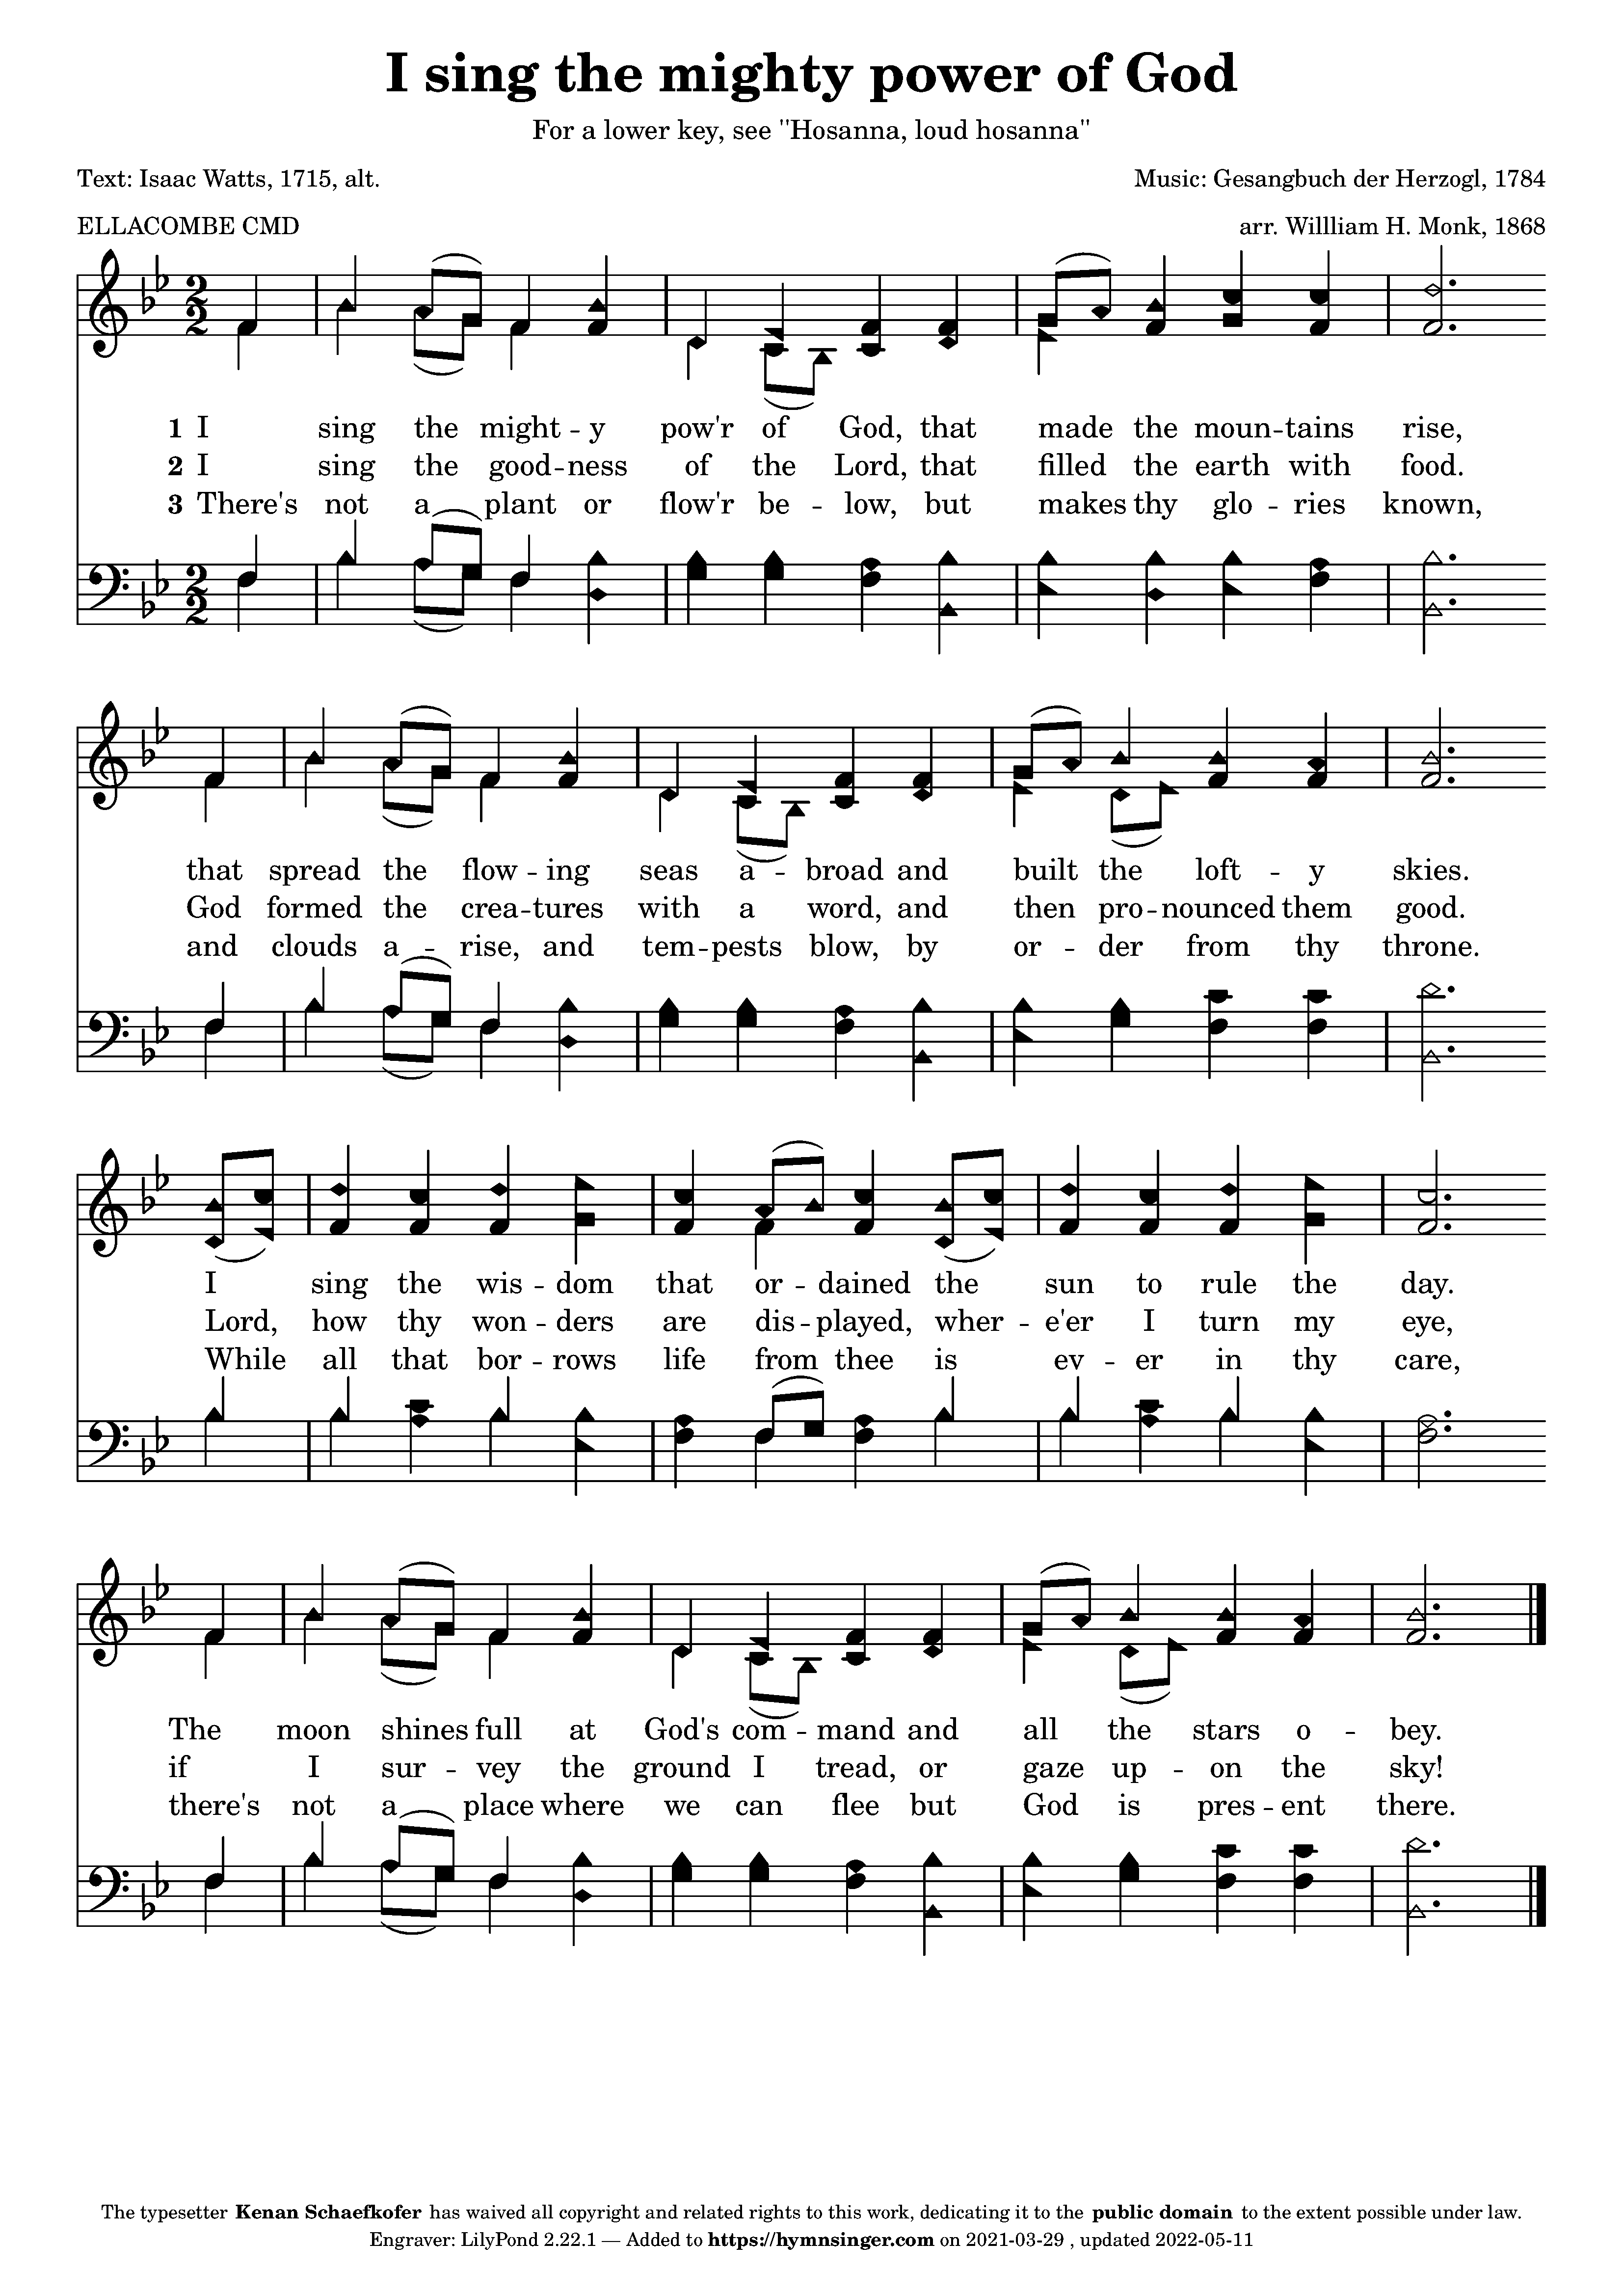 I sing the mighty power of God
For a lower key, see "Hosanna, loud hosanna"
Text: Isaac Watts, 1715, alt.
Music: Gesangbuch der Herzogl, 1784
ELLACOMBE CMD
arr. Willliam H. Monk, 1868
1 I sing the might -- y pow'r of God, that made the moun -- tains rise,
2 I sing the good -- ness of the Lord, that filled the earth with food.
3 There's not a plant or flow'r be -- low, but makes thy glo -- ries known,
that spread the flow -- ing seas a -- broad and built the loft -- y skies.
God formed the crea -- tures with a word, and then pro -- nounced them good.
and clouds a -- rise, and tem -- pests blow, by or -- der from thy throne.
I sing the wis -- dom that or -- dained the sun to rule the day.
Lord, how thy won -- ders are dis -- played, wher -- e'er I turn my eye,
While all that bor -- rows life from thee is ev -- er in thy care,
The moon shines full at God's com -- mand and all the stars o -- bey.
if I sur -- vey the ground I tread, or gaze up -- on the sky!
there's not a place where we can flee but God is pres -- ent there.
The typesetter Kenan Schaefkofer has waived all copyright and related rights to this work, dedicating it to the public domain to the extent possible under law.
Engraver: LilyPond 2.22.1 — Added to https://hymnsinger.com on 2021-03-29 , updated 2022-05-11